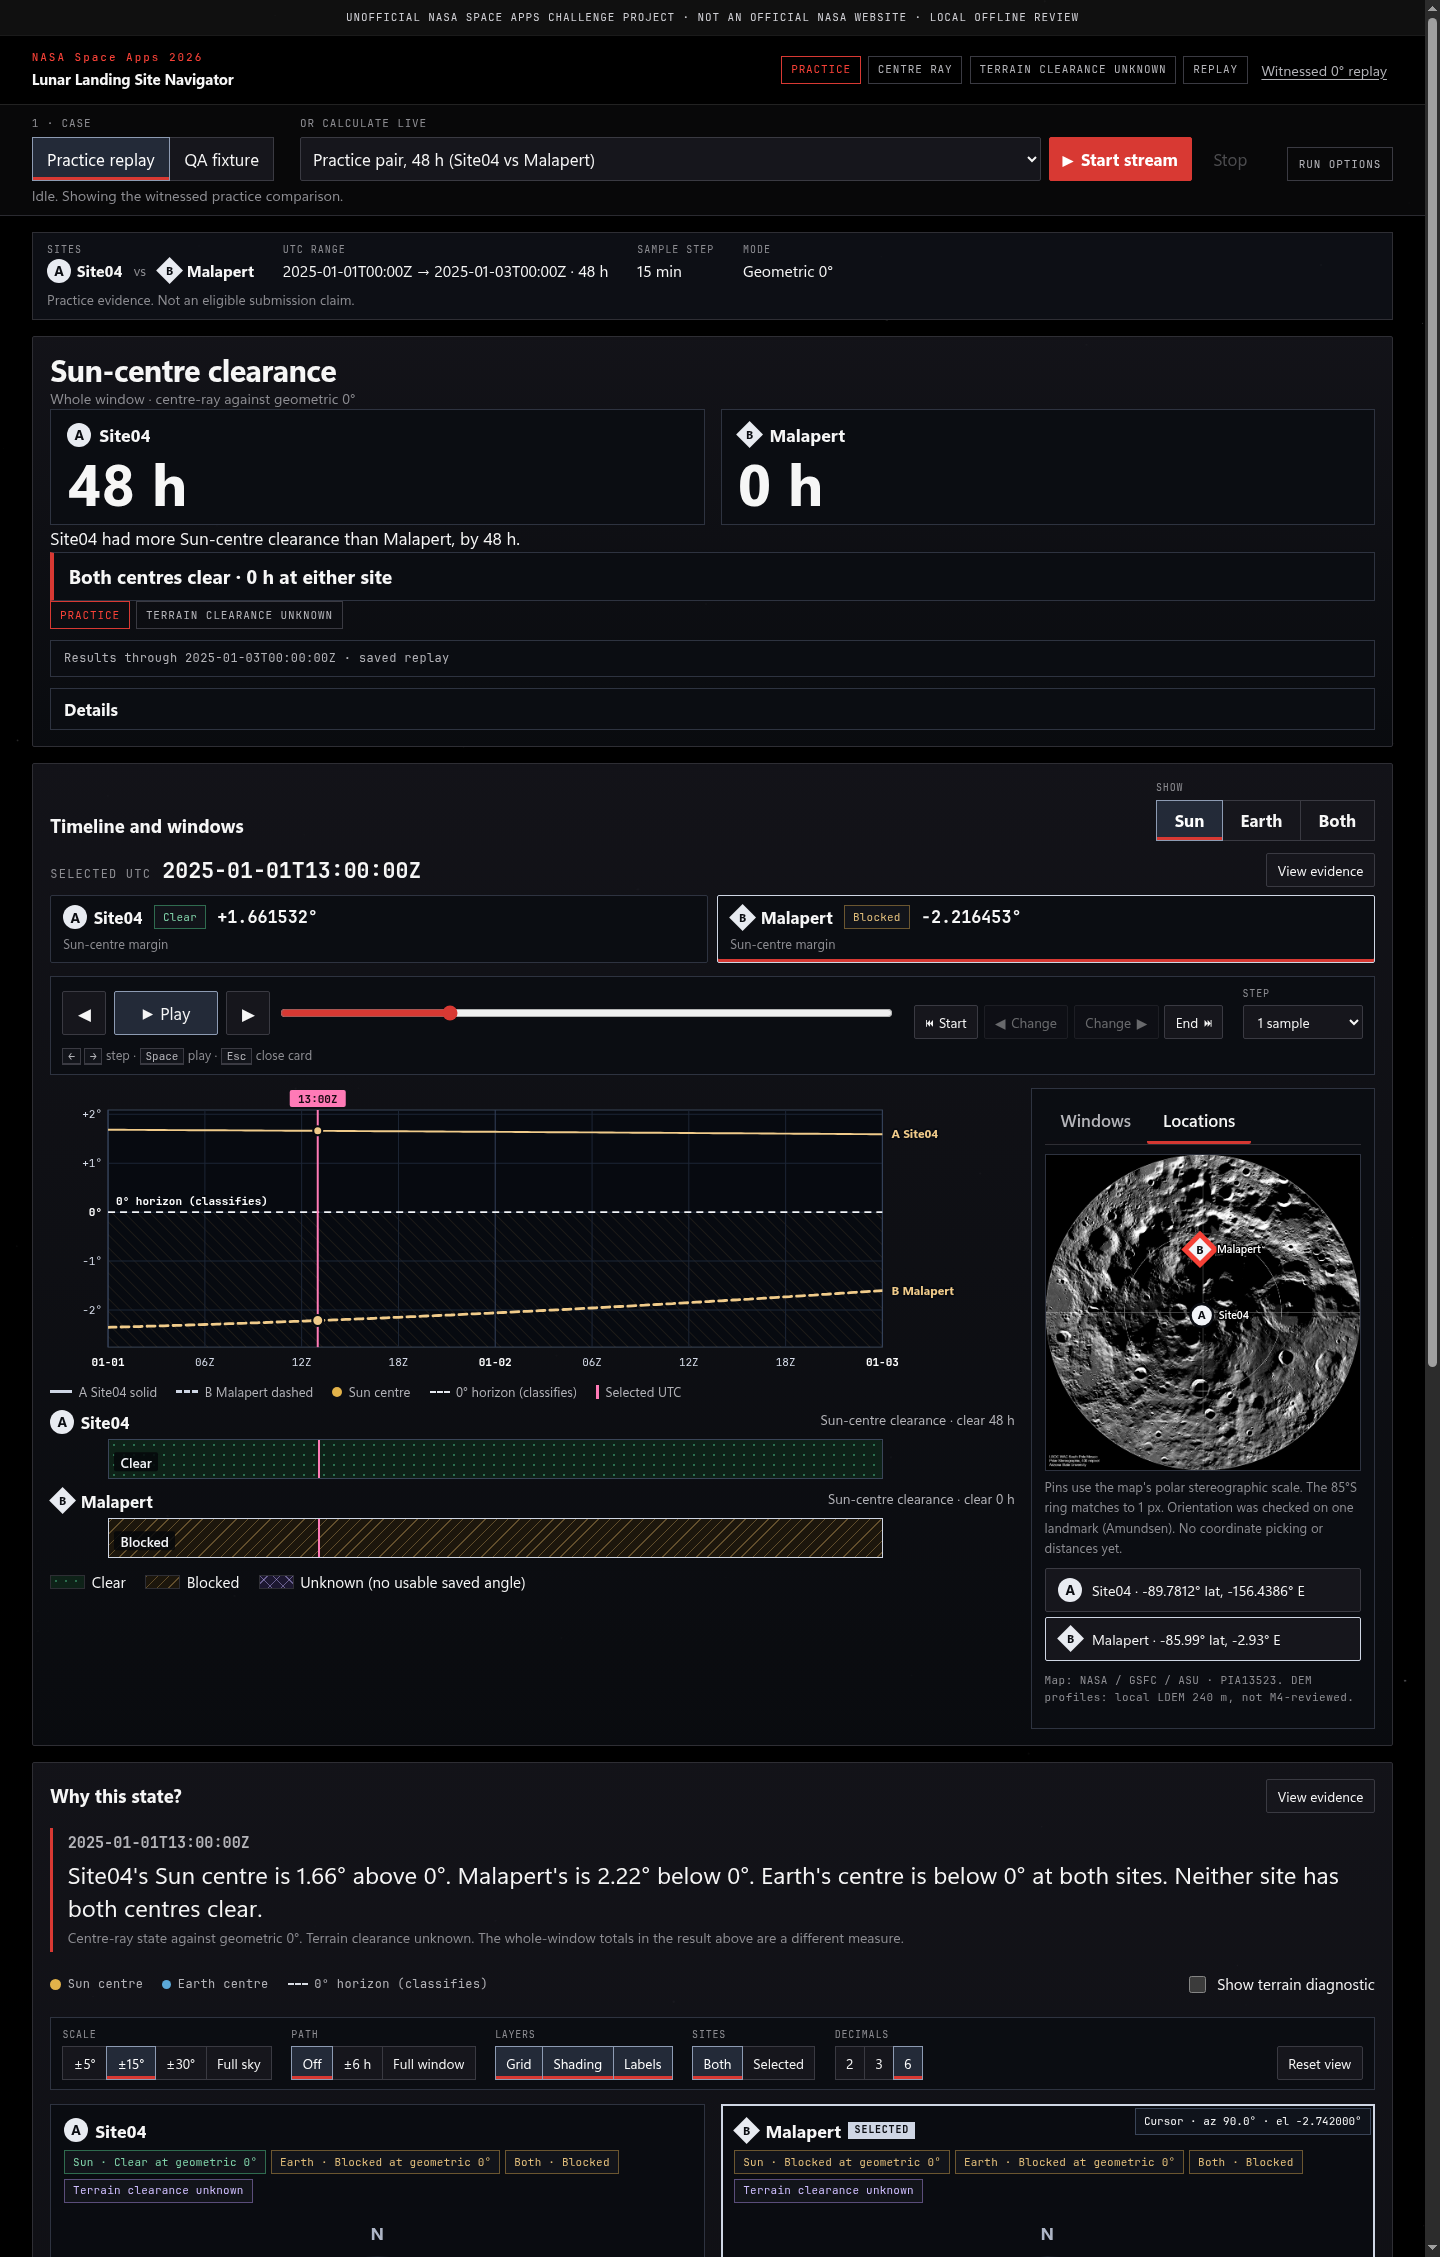 UNOFFICIAL NASA SPACE APPS CHALLENGE PROJECT · NOT AN OFFICIAL NASA WEBSITE · LOCAL OFFLINE REVIEW
NASA Space Apps 2026
Lunar Landing Site Navigator
PRACTICE CENTRE RAY TERRAIN CLEARANCE UNKNOWN REPLAY Witnessed 0° replay
1 · CASE
OR CALCULATE LIVE
Practice replay QA fixture Practice pair, 48 h (Site04 vs Malapert) ▶ Start stream Stop RUN OPTIONS
Idle. Showing the witnessed practice comparison.
SITES UTC RANGE SAMPLE STEP MODE
A Site04 vs B Malapert 2025-01-01T00:00Z → 2025-01-03T00:00Z · 48 h 15 min Geometric 0°
Practice evidence. Not an eligible submission claim.
Sun-centre clearance
Whole window · centre-ray against geometric 0°
A Site04
48 h
B Malapert
0 h
Site04 had more Sun-centre clearance than Malapert, by 48 h.
Both centres clear · 0 h at either site
PRACTICE TERRAIN CLEARANCE UNKNOWN
Results through 2025-01-03T00:00:00Z · saved replay
Details
SHOW
Timeline and windows
Sun Earth Both
SELECTED UTC 2025-01-01T13:00:00Z
View evidence
A Site04 Clear +1.661532°
Sun-centre margin
B Malapert Blocked -2.216453°
Sun-centre margin
◀ ▶ Play ▶
⏮ Start ◀ Change Change ▶ End ⏭
STEP
1 sample
← → step · Space play · Esc close card
13:00Z
+2°
+1°
0° horizon (classifies)
0°
-1°
-2°
A Site04
B Malapert
01-01 06Z 12Z 18Z 01-02 06Z 12Z 18Z 01-03
A Site04 solid B Malapert dashed Sun centre 0° horizon (classifies) Selected UTC
A Site04
Sun-centre clearance · clear 48 h
Clear
B Malapert
Sun-centre clearance · clear 0 h
Blocked
Clear Blocked Unknown (no usable saved angle)
Windows Locations
B Malapert
A Site04
Pins use the map's polar stereographic scale. The 85°S
ring matches to 1 px. Orientation was checked on one
landmark (Amundsen). No coordinate picking or
distances yet.
A Site04 · -89.7812° lat, -156.4386° E
B Malapert · -85.99° lat, -2.93° E
Map: NASA / GSFC / ASU · PIA13523. DEM
profiles: local LDEM 240 m, not M4-reviewed.
Why this state?
View evidence
2025-01-01T13:00:00Z
Site04's Sun centre is 1.66° above 0°. Malapert's is 2.22° below 0°. Earth's centre is below 0° at both sites. Neither site has
both centres clear.
Centre-ray state against geometric 0°. Terrain clearance unknown. The whole-window totals in the result above are a different measure.
Sun centre Earth centre 0° horizon (classifies)
Show terrain diagnostic
SCALE PATH LAYERS SITES DECIMALS
±5° ±15° ±30° Full sky Off ±6 h Full window Grid Shading Labels Both Selected 2 3 6 Reset view
A Site04
Sun · Clear at geometric 0° Earth · Blocked at geometric 0° Both · Blocked
Terrain clearance unknown
N
B Malapert SELECTED
Cursor · az 90.0° · el -2.742000°
Sun · Blocked at geometric 0° Earth · Blocked at geometric 0° Both · Blocked
Terrain clearance unknown
N